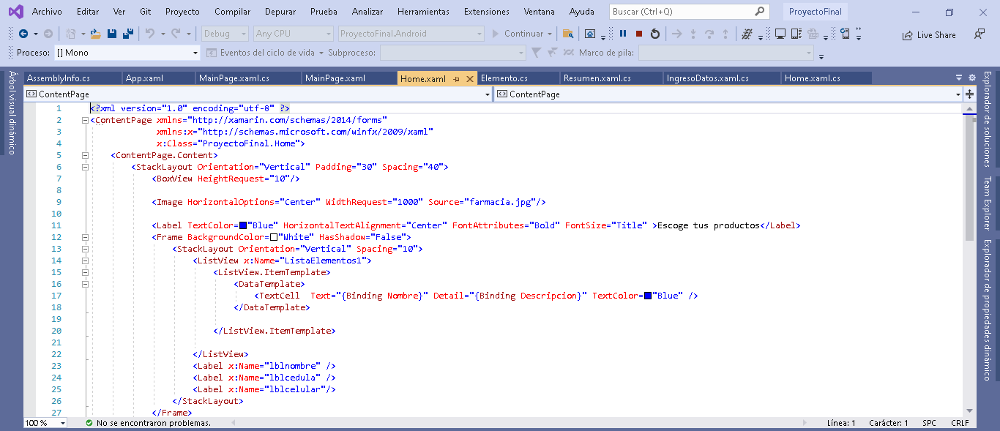 Archivo Editar Ver Git Proyecto Compilar Depurar Prueba Analizar Herramientas Extensiones Ventana Ayuda Buscar (Ctrl+Q) ProyectoFinal
Debug Any CPU ProyectoFinal.Android Continuar Live Share
Proceso: [] Mono Eventos del ciclo de vida Subproceso: Marco de pila:
AssemblyInfo.cs App.xaml MainPage.xaml.cs MainPage.xaml Home.xaml Elemento.cs Resumen.xaml.cs IngresoDatos.xaml.cs Home.xaml.cs
ContentPage ContentPage
Árbol visual dinámico
1 <?xml version="1.0" encoding="utf-8" ?>
2 <ContentPage xmlns="http://xamarin.com/schemas/2014/forms"
3 xmlns:x="http://schemas.microsoft.com/winfx/2009/xaml"
4 x:Class="ProyectoFinal.Home">
5 <ContentPage.Content>
6 <StackLayout Orientation="Vertical" Padding="30" Spacing="40">
7 <BoxView HeightRequest="10"/>
8
9 <Image HorizontalOptions="Center" WidthRequest="1000" Source="farmacia.jpg"/>
10
11 <Label TextColor="Blue" HorizontalTextAlignment="Center" FontAttributes="Bold" FontSize="Title" >Escoge tus productos</Label>
12 <Frame BackgroundColor="White" HasShadow="False">
13 <StackLayout Orientation="Vertical" Spacing="10">
14 <ListView x:Name="ListaElementos1">
15 <ListView.ItemTemplate>
16 <DataTemplate>
17 <TextCell Text="{Binding Nombre}" Detail="{Binding Descripcion}" TextColor="Blue" />
18 </DataTemplate>
19
20 </ListView.ItemTemplate>
21
22 </ListView>
23 <Label x:Name="lblnombre" />
24 <Label x:Name="lblcedula" />
25 <Label x:Name="lblcelular"/>
26 </StackLayout>
27 </Frame>
Explorador de soluciones
Team Explorer
Explorador de propiedades dinámico
100 % No se encontraron problemas. Línea: 1 Carácter: 1 SPC CRLF